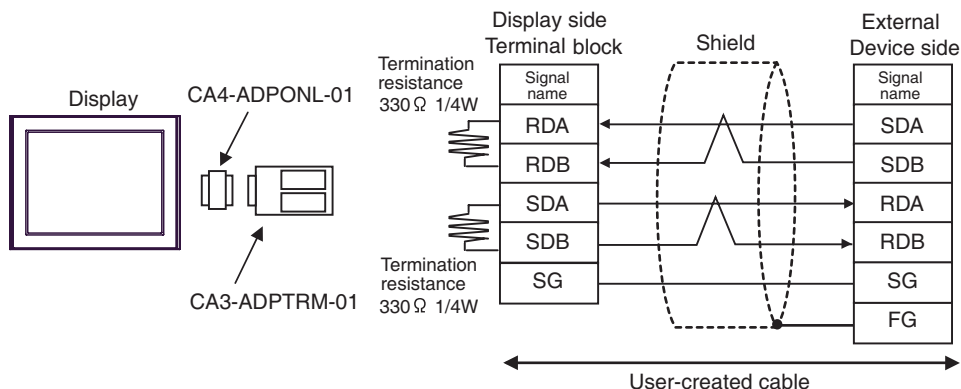 Display
CA4-ADPONL-01
CA3-ADPTRM-01
Termination
resistance
330Ω 1/4W
Termination
resistance
330Ω 1/4W
Display side
Terminal block
Signal
name
RDA
RDB
SDA
SDB
SG
Shield
External
Device side
Signal
name
SDA
SDB
RDA
RDB
SG
FG
User-created cable